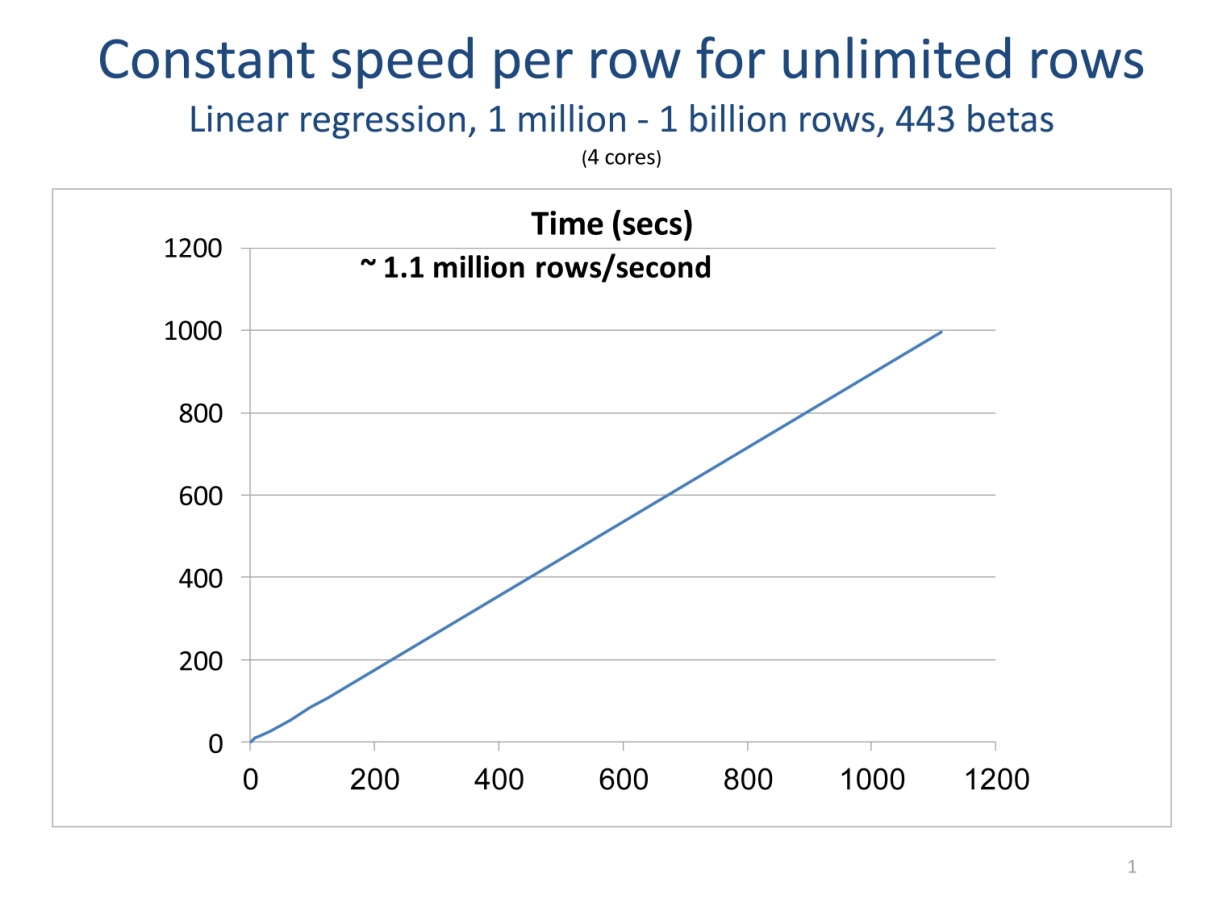 Constant speed per row for unlimited rows
Linear regression, 1 million - 1 billion rows, 443 betas
(4 cores)
Time (secs)
~ 1.1 million rows/second
1200
1000
800
600
400
200
0
0 200 400 600 800 1000 1200
1